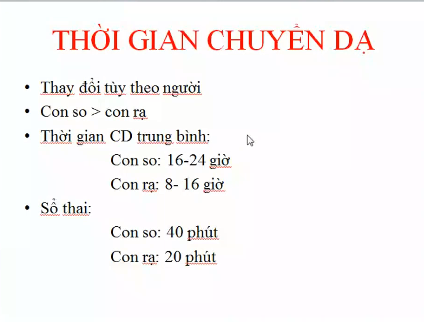 THỜI GIAN CHUYỂN DẠ
• Thay đổi tùy theo người
• Con so > con rạ
• Thời gian CD trung bình:
Con so: 16-24 giờ
Con rạ: 8- 16 giờ
• Sổ thai:
Con so: 40 phút
Con rạ: 20 phút